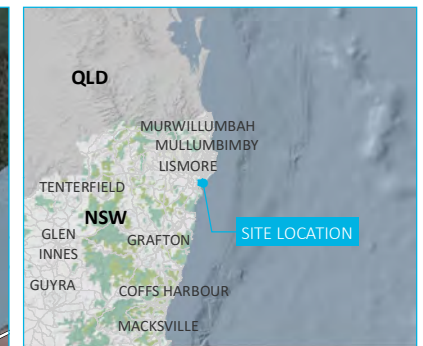 QLD
MURWILLUMBAH
MULLUMBIMBY
LISMORE
TENTERFIELD
NSW
GLEN
INNES
GRAFTON
SITE LOCATION
GUYRA
COFFS HARBOUR
MACKSVILLE